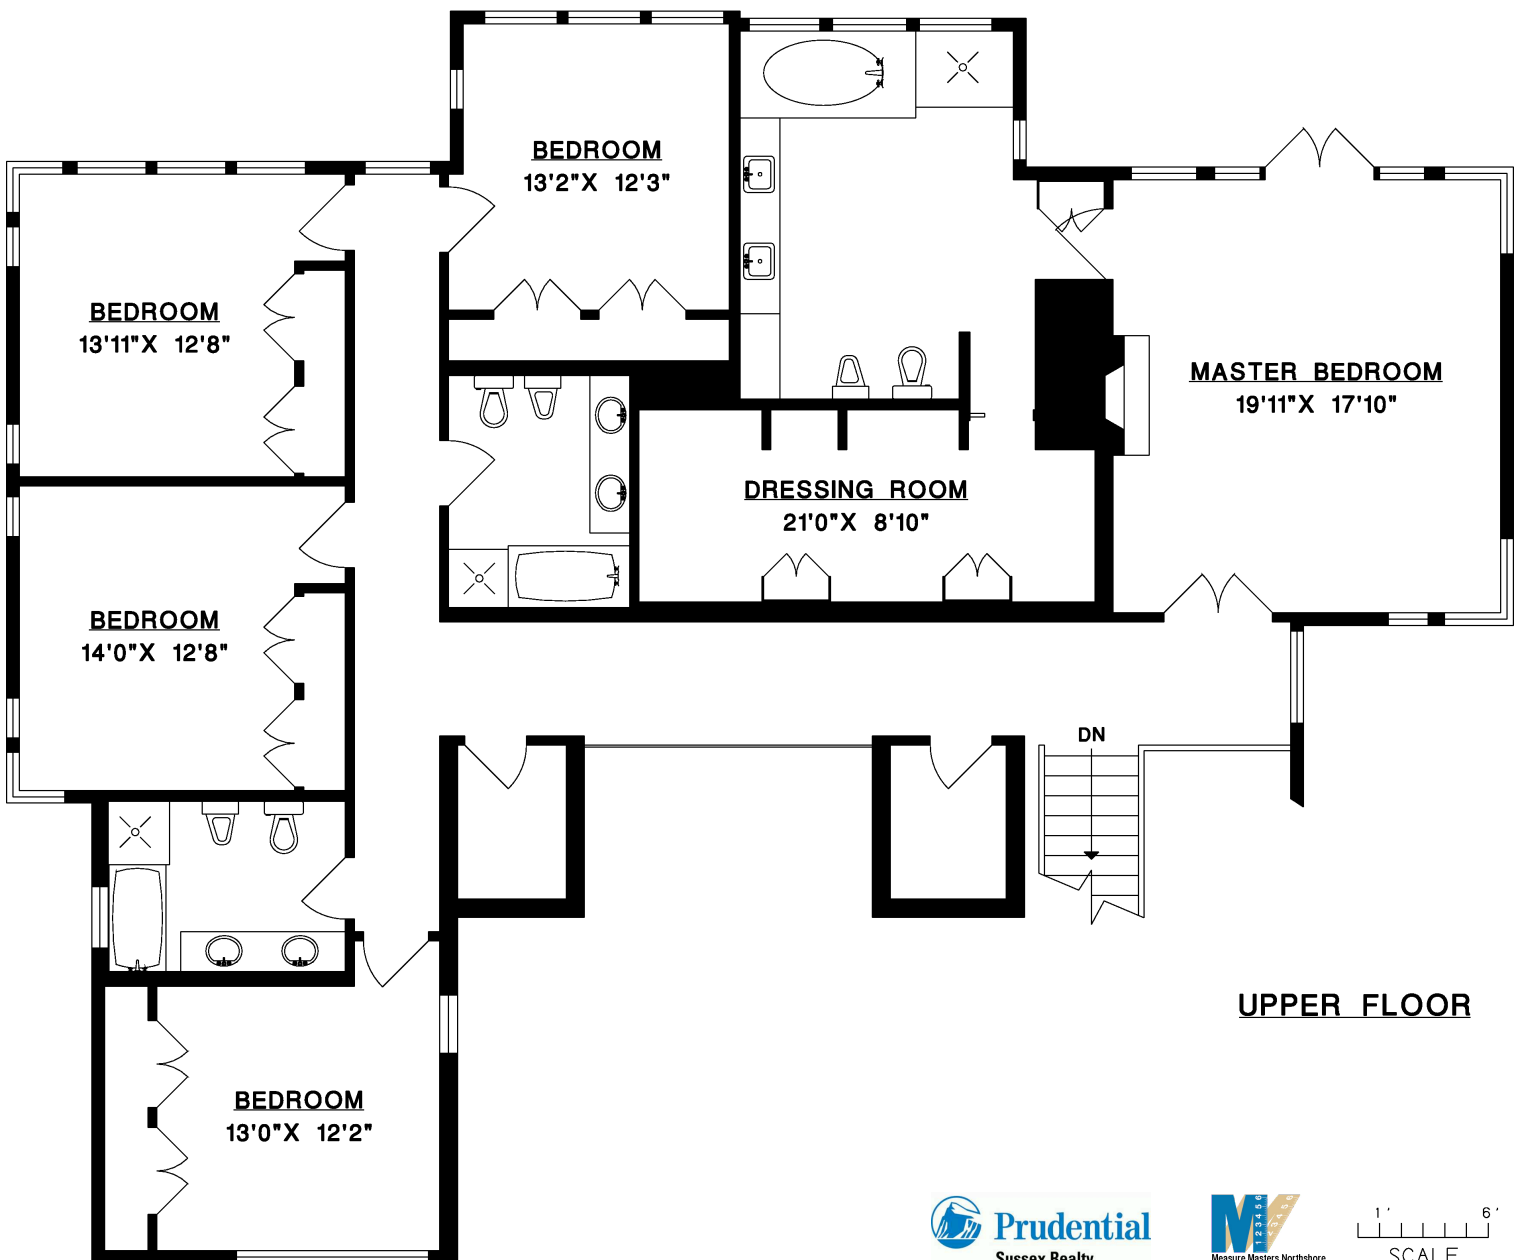 BEDROOM
13'2"X 12'3"
BEDROOM
13'11"X 12'8"
MASTER BEDROOM
19'11"X 17'10"
DRESSING ROOM
21'0"X 8'10"
BEDROOM
14'0"X 12'8"
DN
UPPER FLOOR
BEDROOM
13'0"X 12'2"
Prudential
Sussex Realty
M
123456
Measure Masters Northshore
1' 6'
SCALE